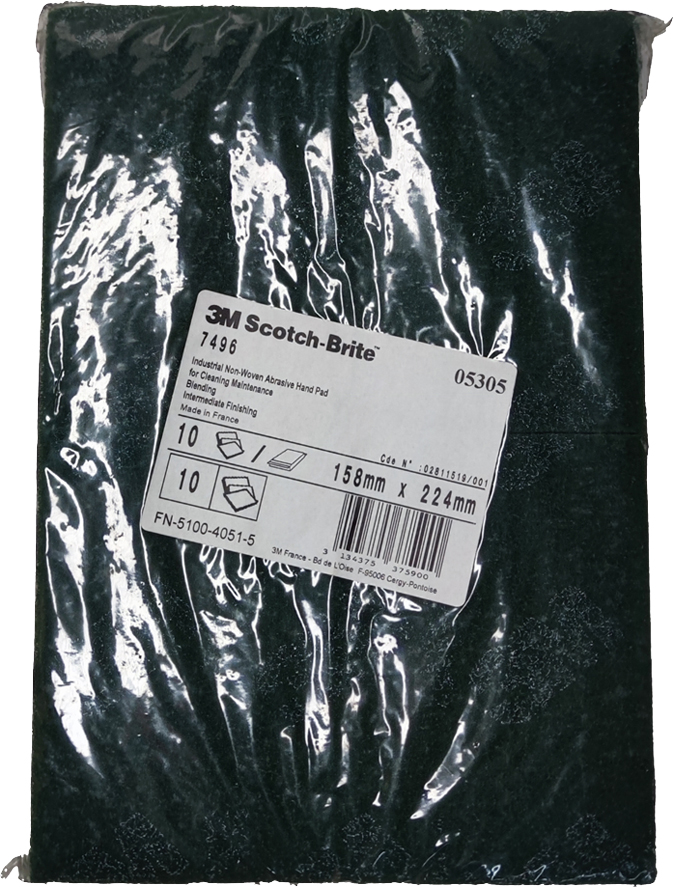 3M Scotch-Brite™
7496
05305
Industrial Non-Woven Abrasive Hand Pad
for Cleaning Maintenance
Blending
Intermediate Finishing
Made in France
Cde N° :02811519/001
10 /
158mm x 224mm
10
FN-5100-4051-5
3 134375 375900
3M France - Bd de L'Oise F-95006 Cergy-Pontoise